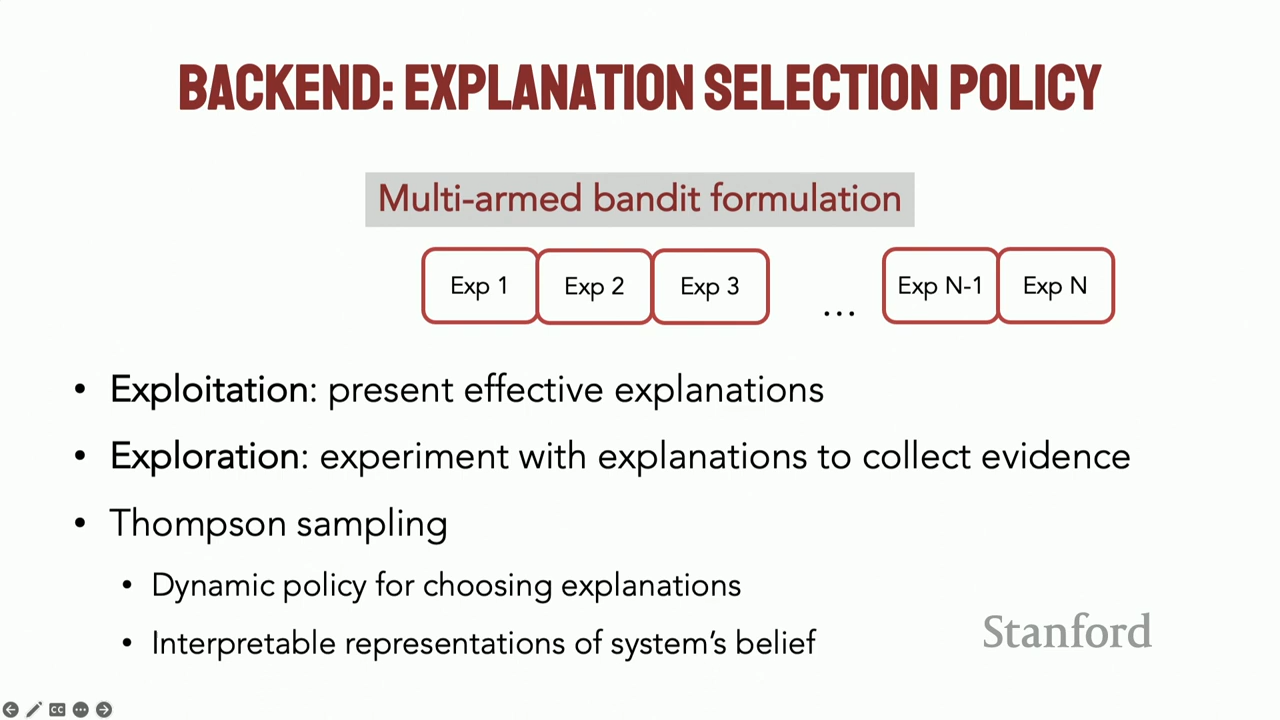 BACKEND: EXPLANATION SELECTION POLICY
Multi-armed bandit formulation
Exp 1 Exp 2 Exp 3 ... Exp N-1 Exp N
• Exploitation: present effective explanations
• Exploration: experiment with explanations to collect evidence
• Thompson sampling
• Dynamic policy for choosing explanations
• Interpretable representations of system’s belief
Stanford
CC